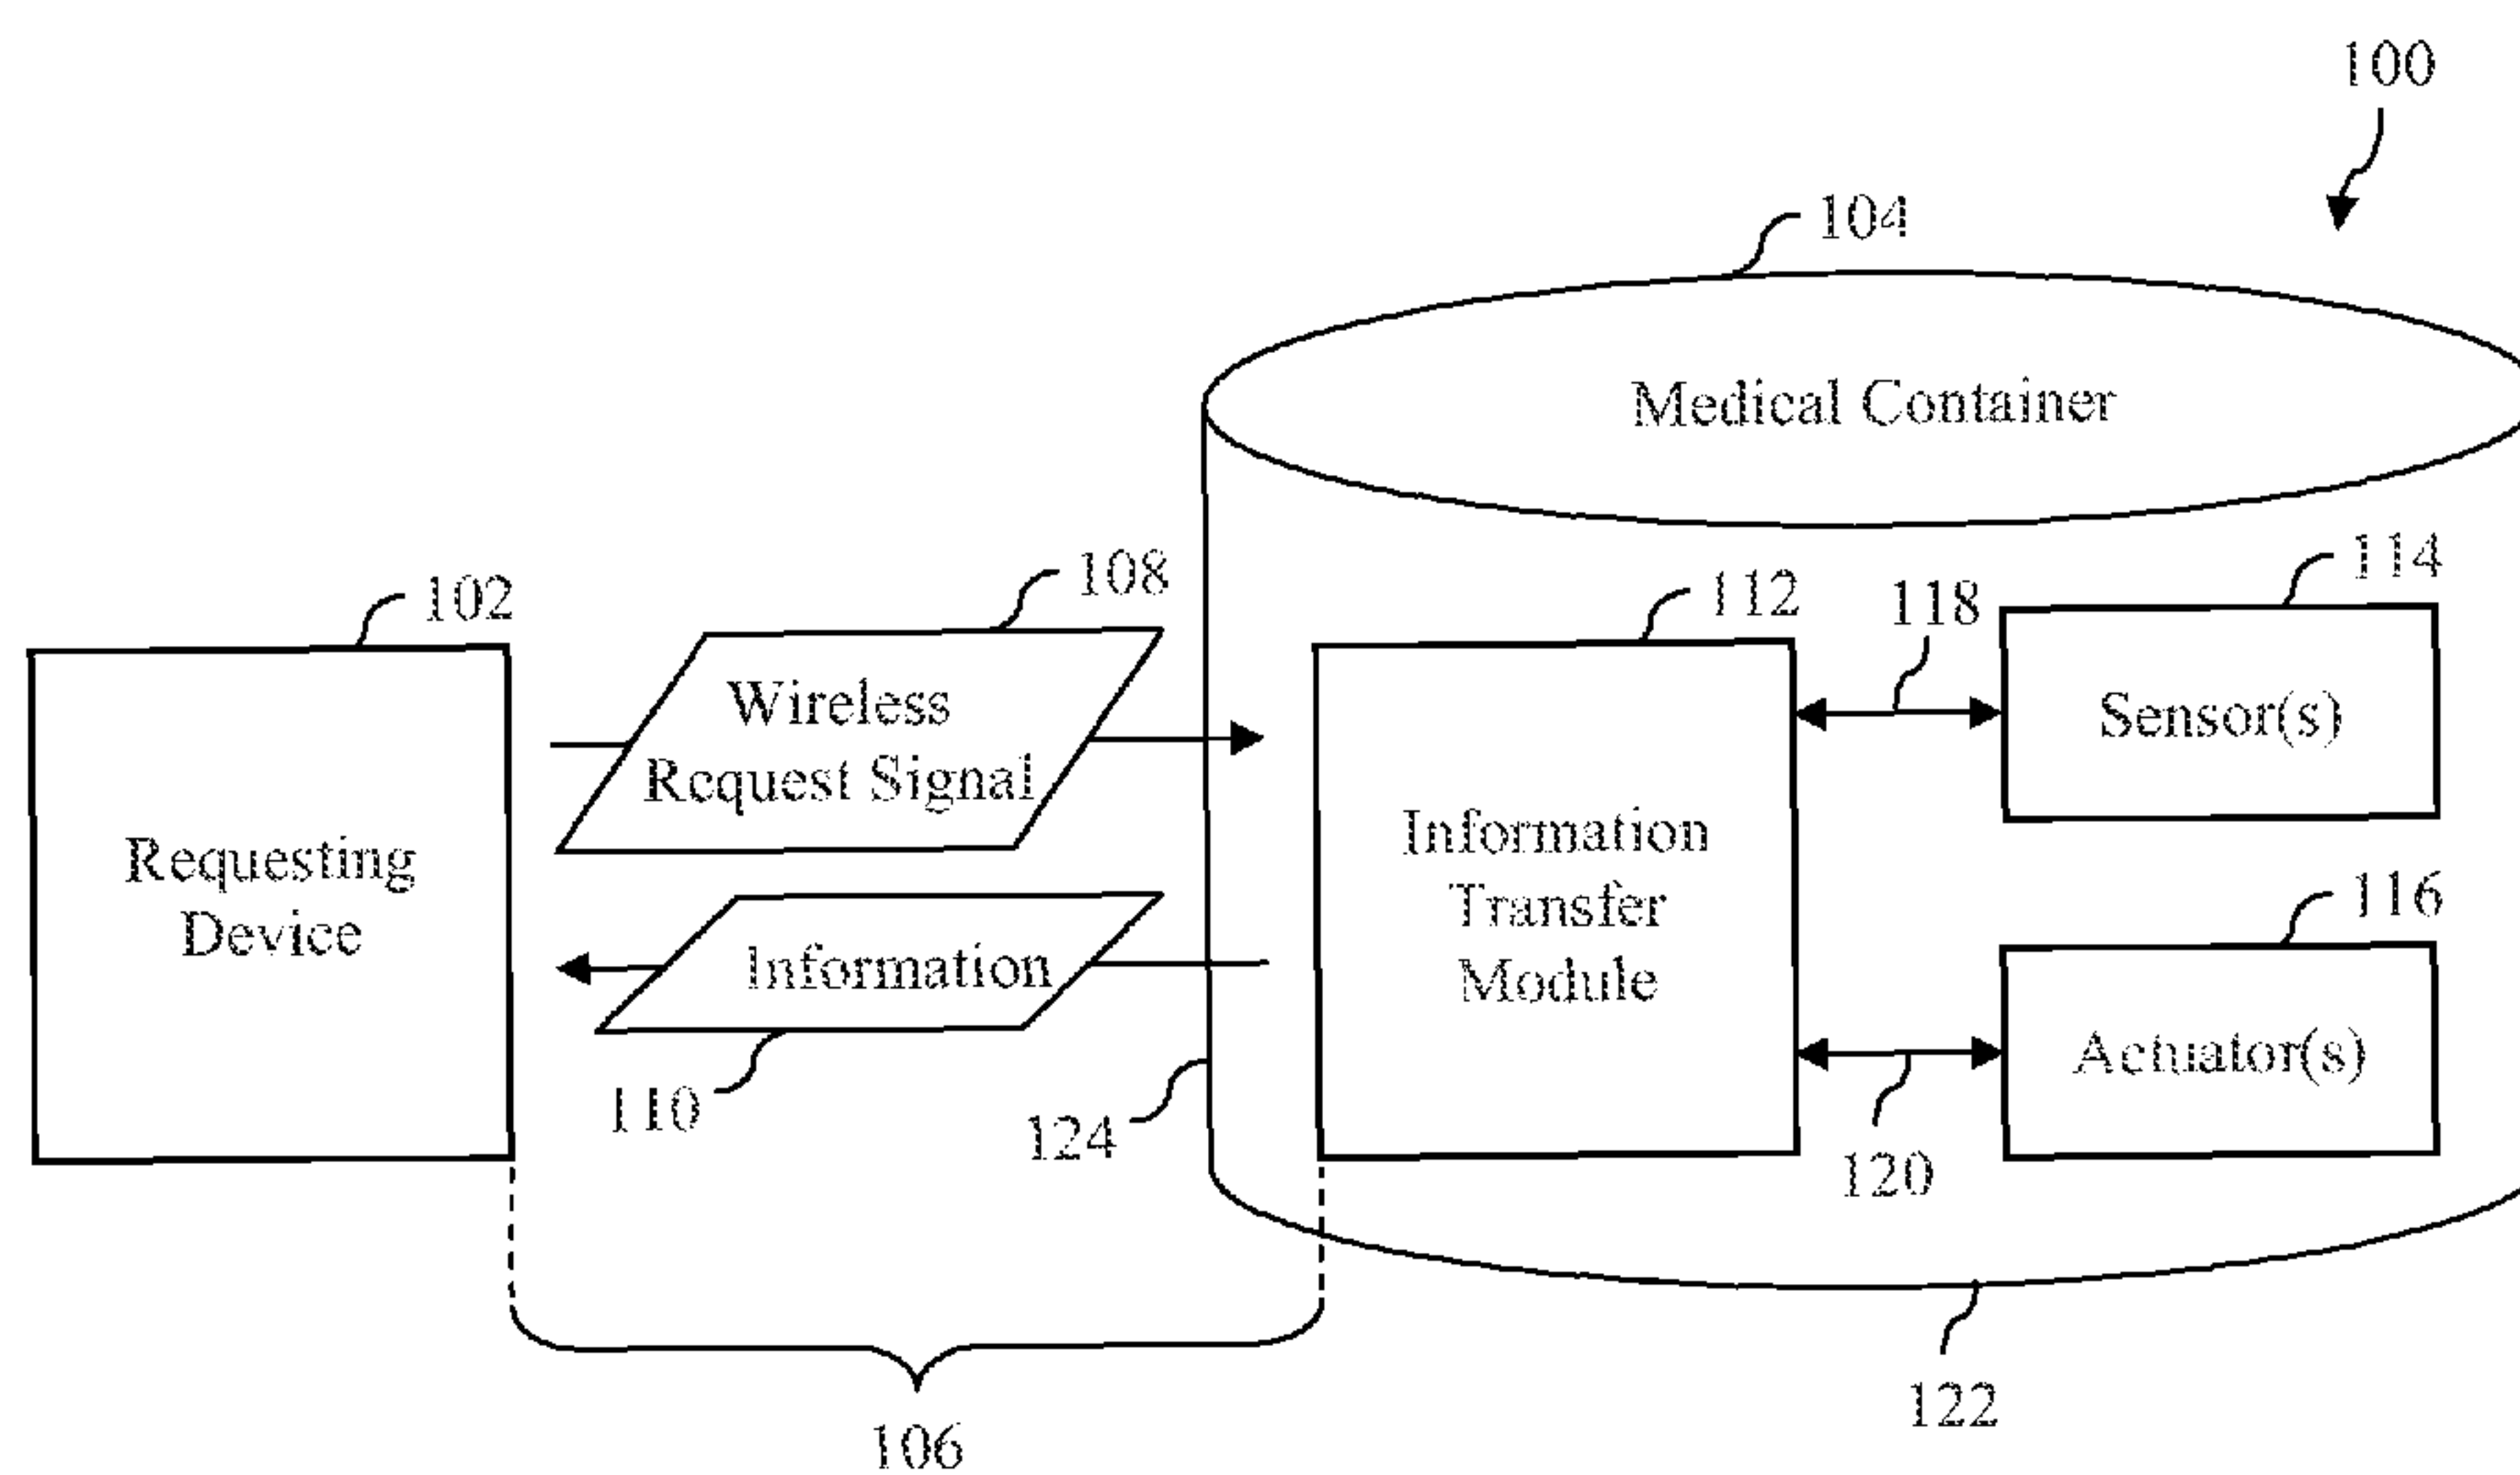 100
104
Medical Container
102
108
112
118
114
Wireless
Request Signal
Sensor(s)
Requesting
Device
Information
Transfer
Module
116
Information
Actuator(s)
110
124
120
122
106